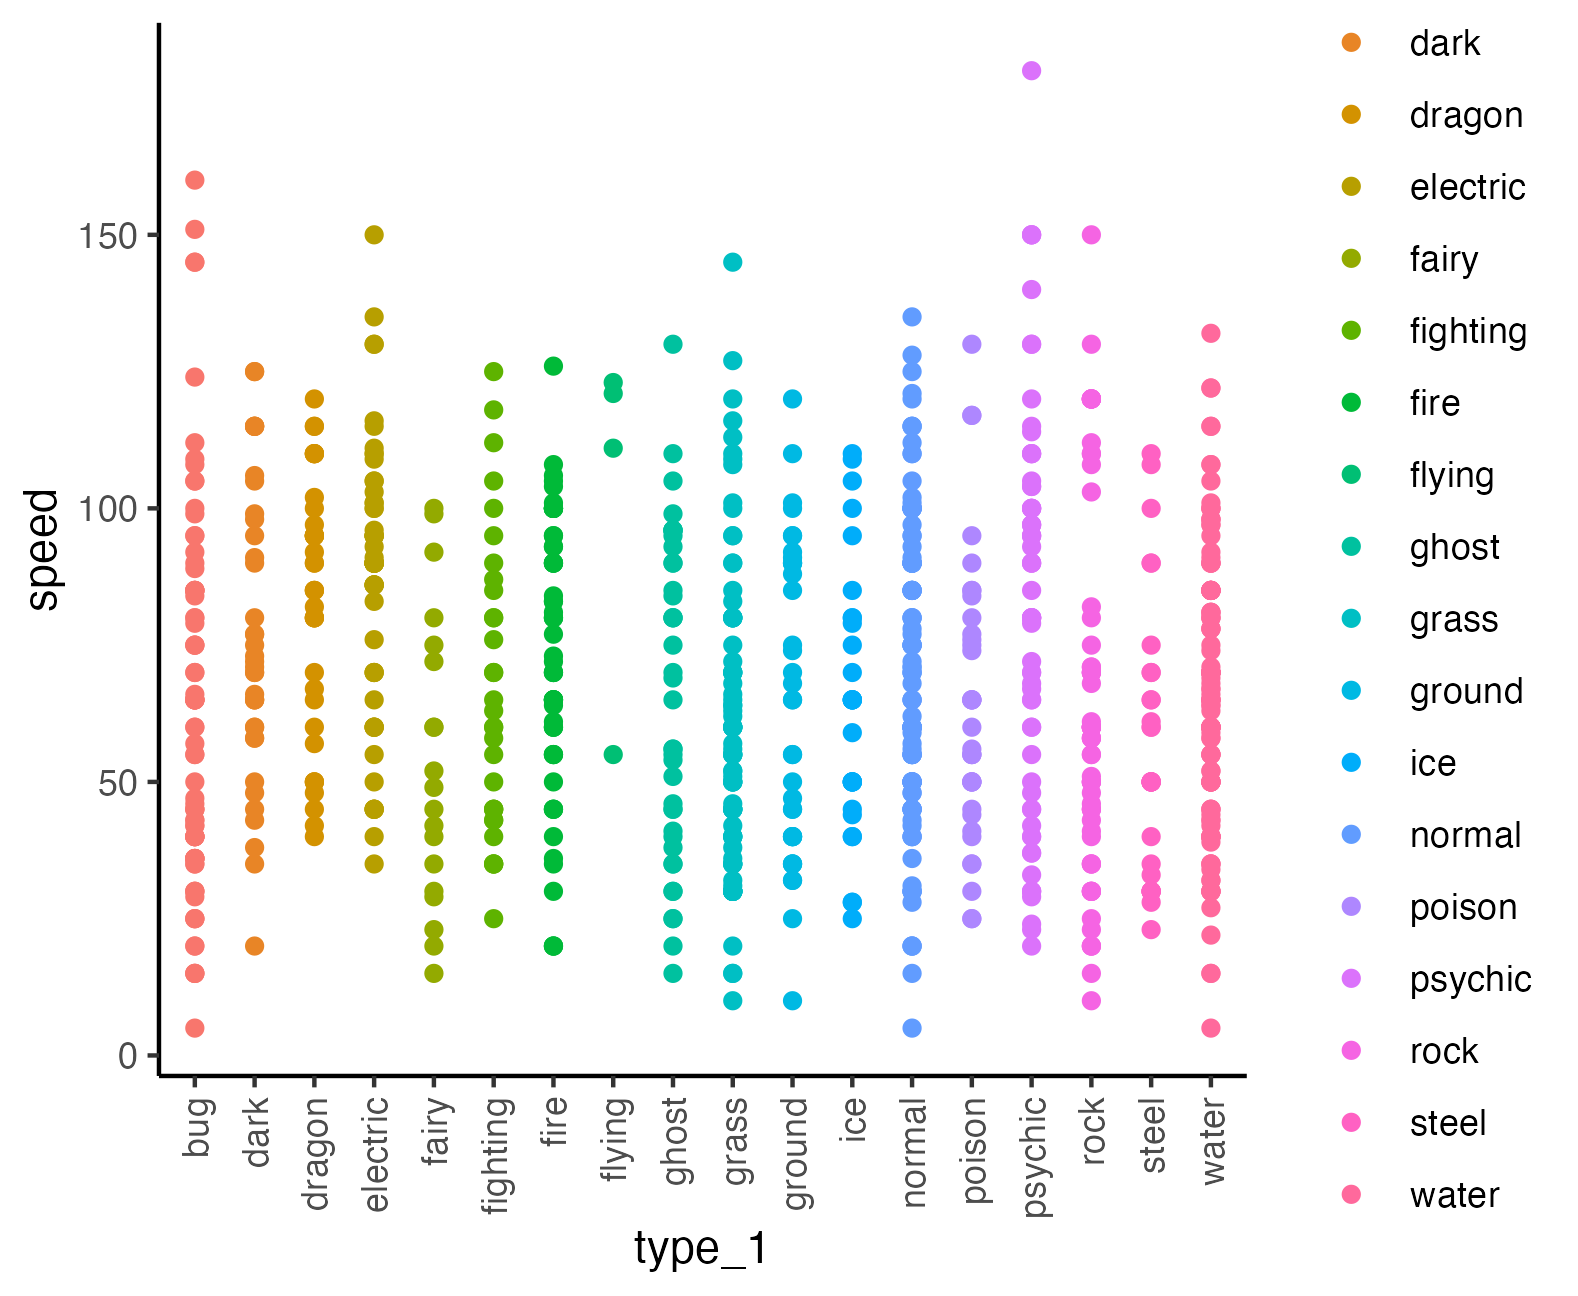 speed
150
100
50
0
bug
dark
dragon
electric
fairy
fighting
fire
flying
ghost
grass
ground
ice
normal
poison
psychic
rock
steel
water
type_1
dark
dragon
electric
fairy
fighting
fire
flying
ghost
grass
ground
ice
normal
poison
psychic
rock
steel
water